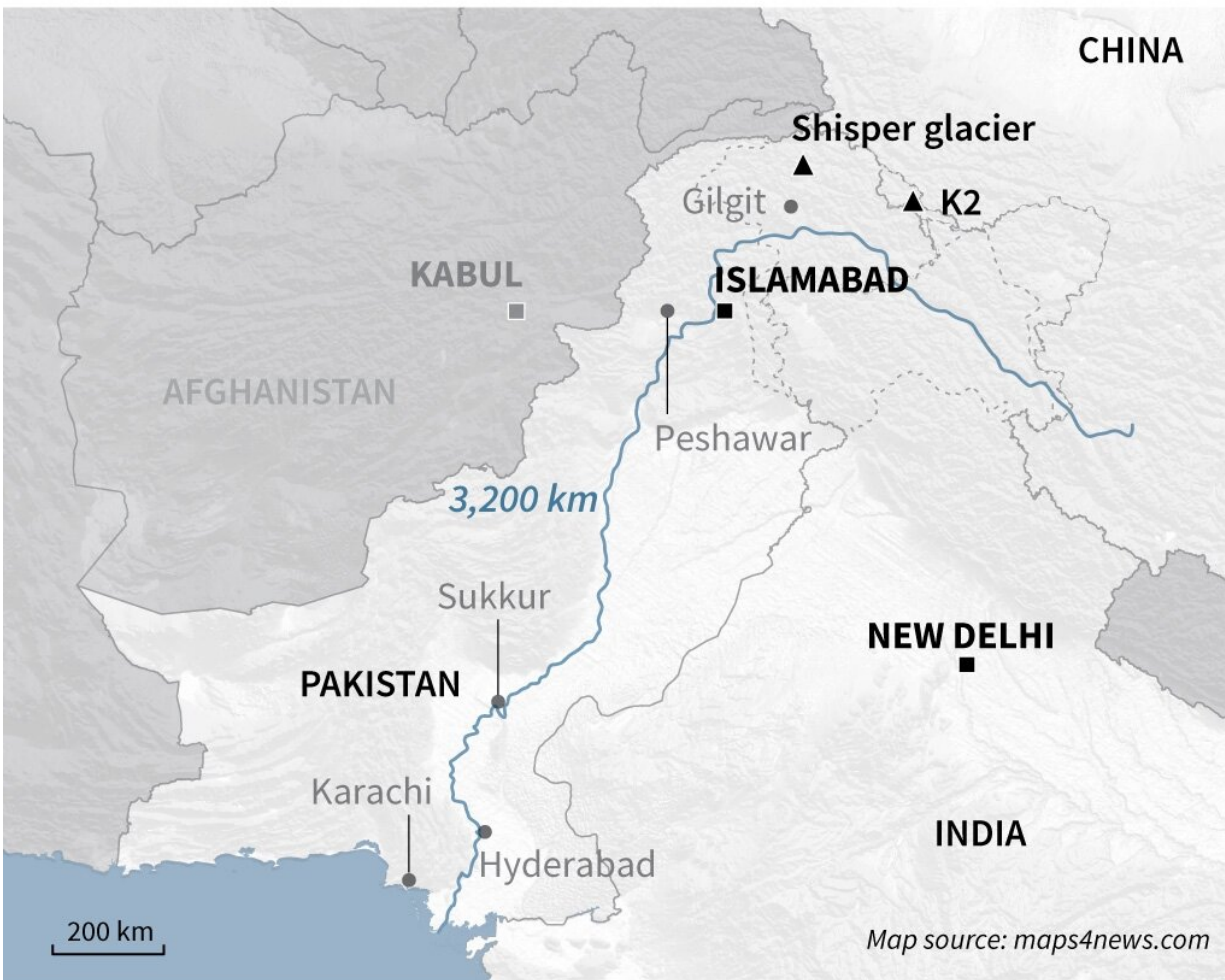 CHINA
Shisper glacier
Gilgit
K2
KABUL
ISLAMABAD
AFGHANISTAN
Peshawar
3,200 km
Sukkur
NEW DELHI
PAKISTAN
Karachi
INDIA
Hyderabad
200 km
Map source: maps4news.com